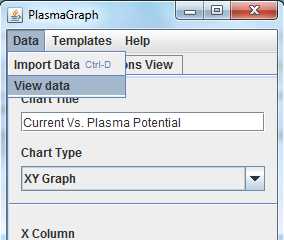 PlasmaGraph
Data Templates Help
Import Data Ctrl-D
ons View
View data
Chart Title
Current Vs. Plasma Potential
Chart Type
XY Graph
X Column